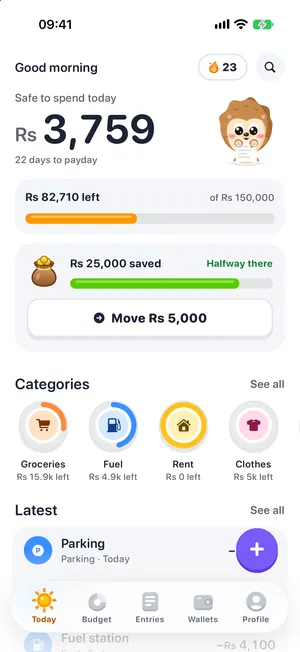 09:41
Good morning
23
Safe to spend today
Rs 3,759
22 days to payday
Rs 82,710 left
of Rs 150,000
Rs 25,000 saved
Halfway there
Move Rs 5,000
Categories
See all
Groceries
Rs 15.9k left
Fuel
Rs 4.9k left
Rent
Rs 0 left
Clothes
Rs 5k left
Latest
See all
P
Parking
Parking · Today
−
+
Today
Budget
Entries
Wallets
Profile
Fuel station
−Rs 4,100